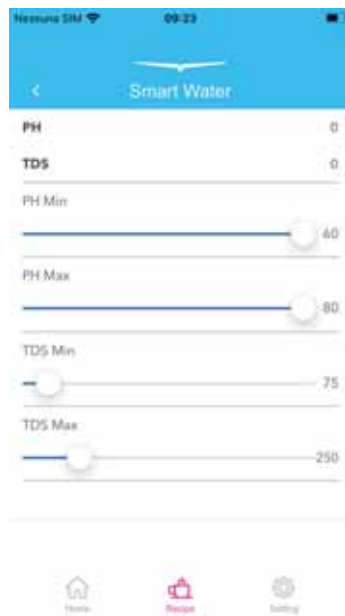 Nessuna SIM 09:23
Smart Water
PH 0
TDS 0
PH Min
60
PH Max
80
TDS Min
75
TDS Max
250
Home Recipe Setting